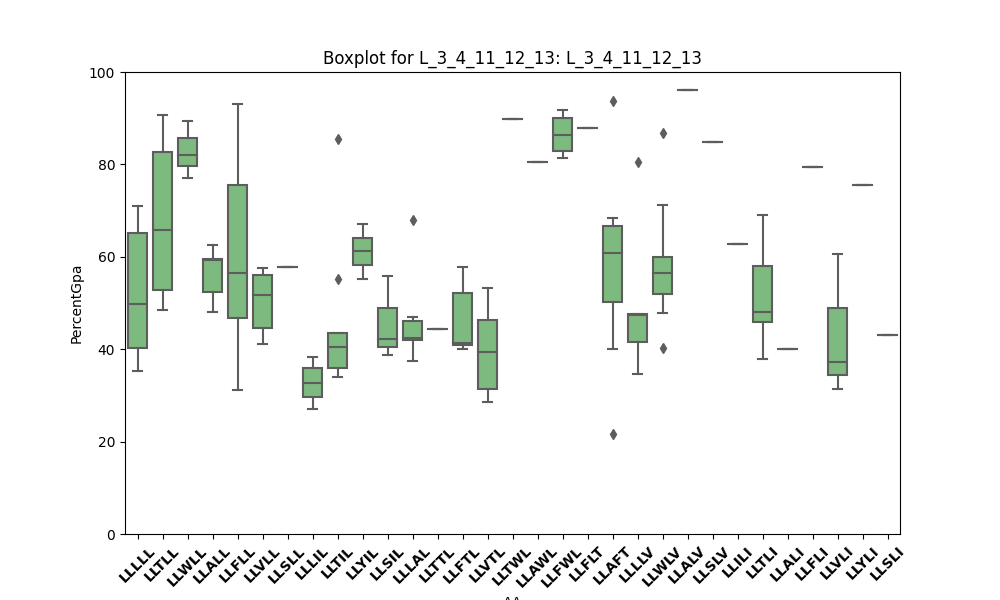 Boxplot for L_3_4_11_12_13: L_3_4_11_12_13
100
80
60
40
20
0
PercentGpa
LLLLL
LLTLL
LLWLL
LLALL
LLFLL
LLVLL
LLSLL
LLLIL
LLTIL
LLYIL
LLSIL
LLLAL
LLTTL
LLFTL
LLVTL
LLTWL
LLAWL
LLFWL
LLFLT
LLAFT
LLLLV
LLWLV
LLALV
LLSLV
LLILI
LLTLI
LLALI
LLFLI
LLVLI
LLYLI
LLSLI